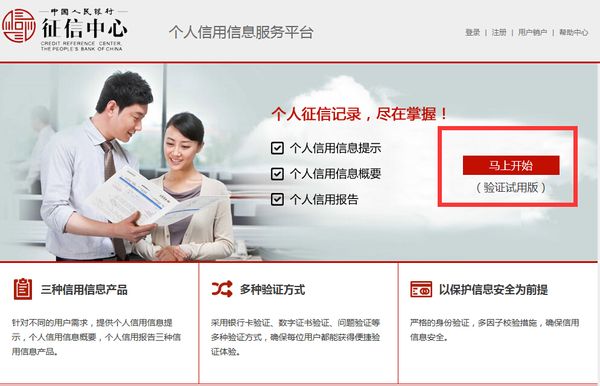 中国人民银行
征信中心
CREDIT REFERENCE CENTER,
THE PEOPLE'S BANK OF CHINA
个人信用信息服务平台
登录 | 注册 | 用户销户 | 帮助中心
个人征信记录，尽在掌握！
个人信用信息提示
个人信用信息概要
个人信用报告
马上开始
（验证试用版）
三种信用信息产品
针对不同的用户需求，提供个人信用信息提
示，个人信用信息概要，个人信用报告三种信
用信息产品。
多种验证方式
采用银行卡验证、数字证书验证、问题验证等
多种验证方式，确保每位用户都能获得便捷验
证体验。
以保护信息安全为前提
严格的身份验证，多因子校验措施，确保信用
信息安全。